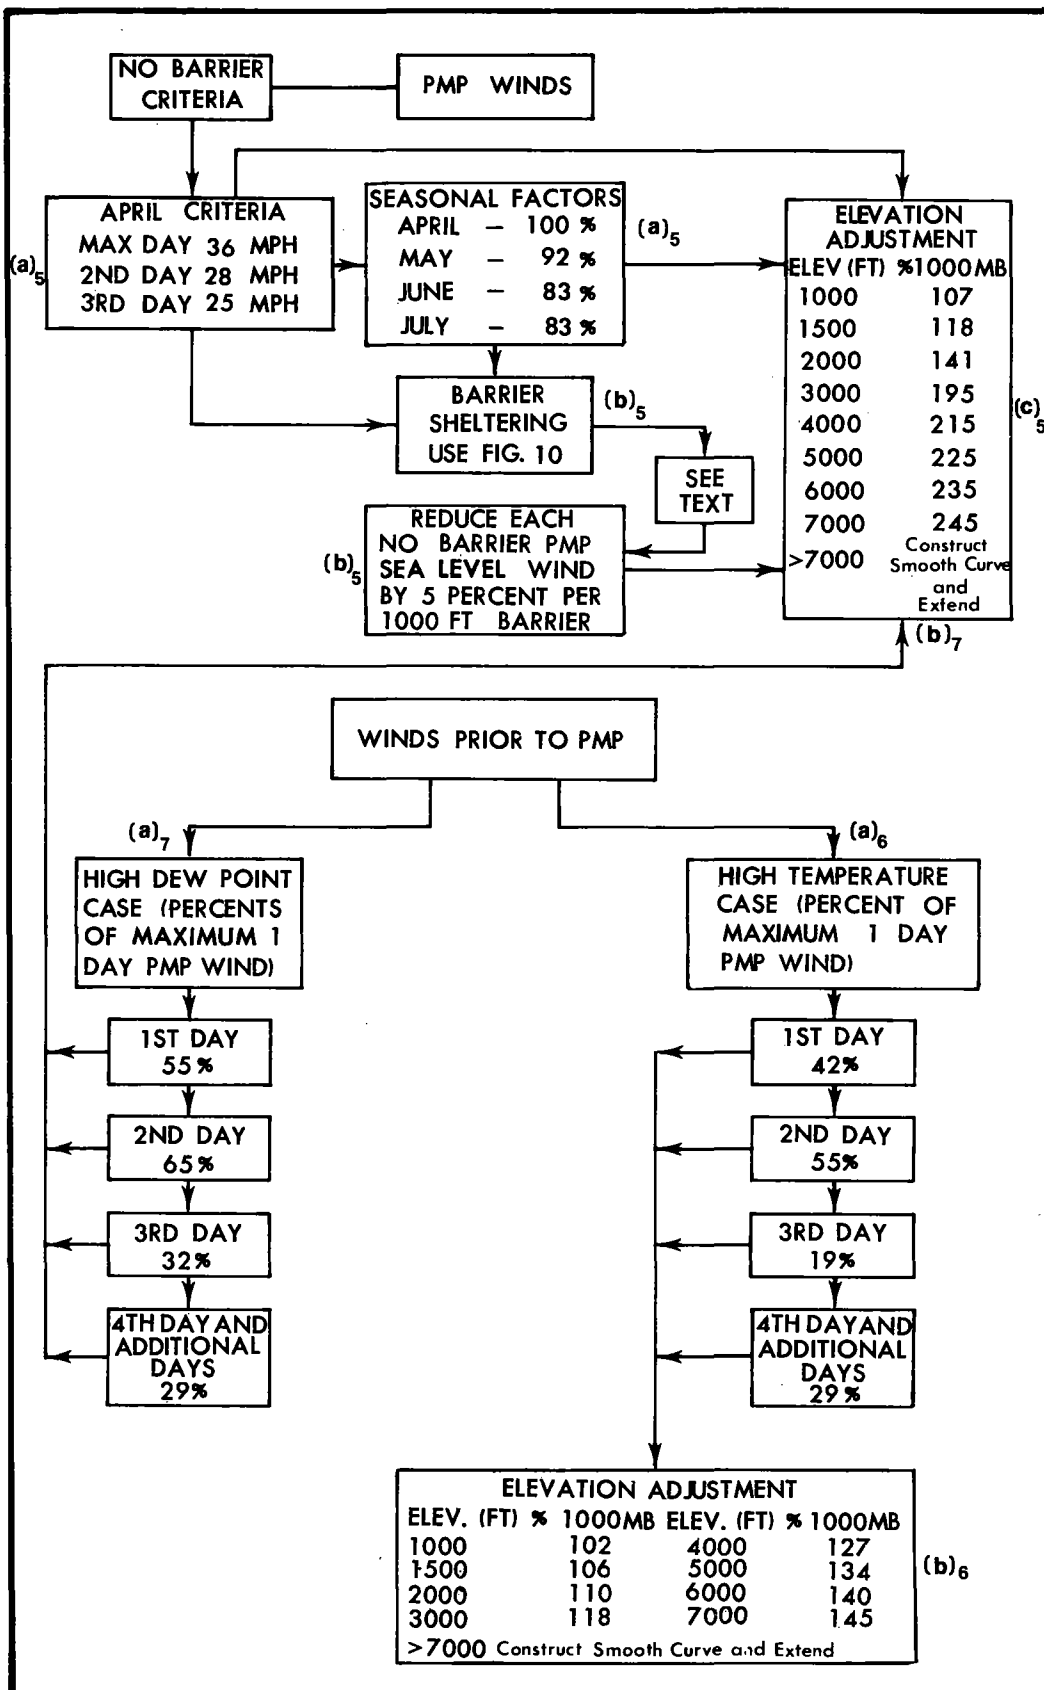 NO BARRIER
CRITERIA
PMP WINDS
(a)5
APRIL CRITERIA
MAX DAY 36 MPH
2ND DAY 28 MPH
3RD DAY 25 MPH
SEASONAL FACTORS
APRIL – 100 %
MAY – 92 %
JUNE – 83 %
JULY – 83 %
(a)5
ELEVATION
ADJUSTMENT
ELEV (FT) %1000MB
1000 107
1500 118
2000 141
3000 195
4000 215
5000 225
6000 235
7000 245
>7000 Construct
Smooth Curve
and
Extend
(c)5
BARRIER
SHELTERING
USE FIG. 10
(b)5
SEE
TEXT
(b)5
REDUCE EACH
NO BARRIER PMP
SEA LEVEL WIND
BY 5 PERCENT PER
1000 FT BARRIER
(b)7
WINDS PRIOR TO PMP
(a)7
HIGH DEW POINT
CASE (PERCENTS
OF MAXIMUM 1
DAY PMP WIND)
1ST DAY
55%
2ND DAY
65%
3RD DAY
32%
4TH DAY AND
ADDITIONAL
DAYS
29%
(a)6
HIGH TEMPERATURE
CASE (PERCENT OF
MAXIMUM 1 DAY
PMP WIND)
1ST DAY
42%
2ND DAY
55%
3RD DAY
19%
4TH DAY AND
ADDITIONAL
DAYS
29%
ELEVATION ADJUSTMENT
ELEV. (FT) % 1000MB ELEV. (FT) % 1000MB
1000 102 4000 127
1500 106 5000 134
2000 110 6000 140
3000 118 7000 145
>7000 Construct Smooth Curve and Extend
(b)6